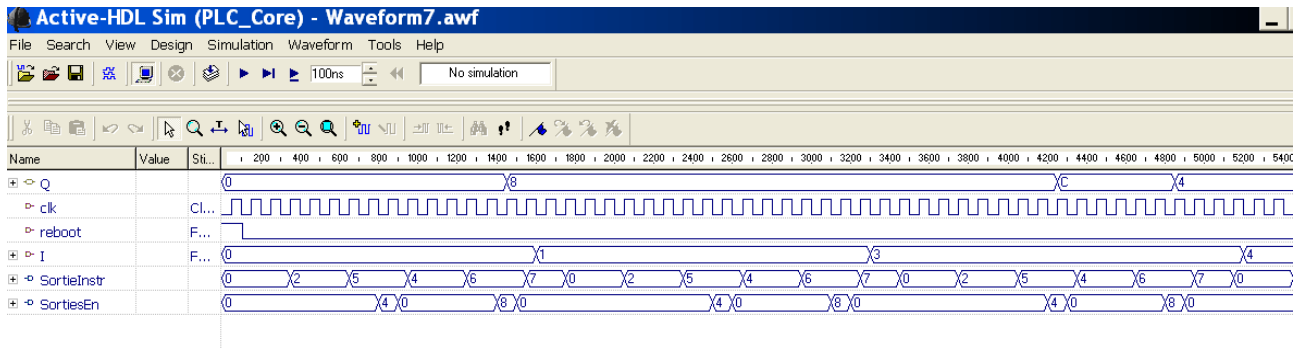 Active-HDL Sim (PLC_Core) - Waveform7.awf
File Search View Design Simulation Waveform Tools Help
100ns No simulation
Name Value Sti... 200 400 600 800 1000 1200 1400 1600 1800 2000 2200 2400 2600 2800 3000 3200 3400 3600 3800 4000 4200 4400 4600 4800 5000 5200 5400
Q 0 8 C 4
clk Cl...
reboot F...
I F... 0 1 3 4
SortieInstr 0 2 5 4 6 7 0 2 5 4 6 7 0 2 5 4 6 7 0
SortiesEn 0 4 0 8 0 4 0 8 0 4 0 8 0